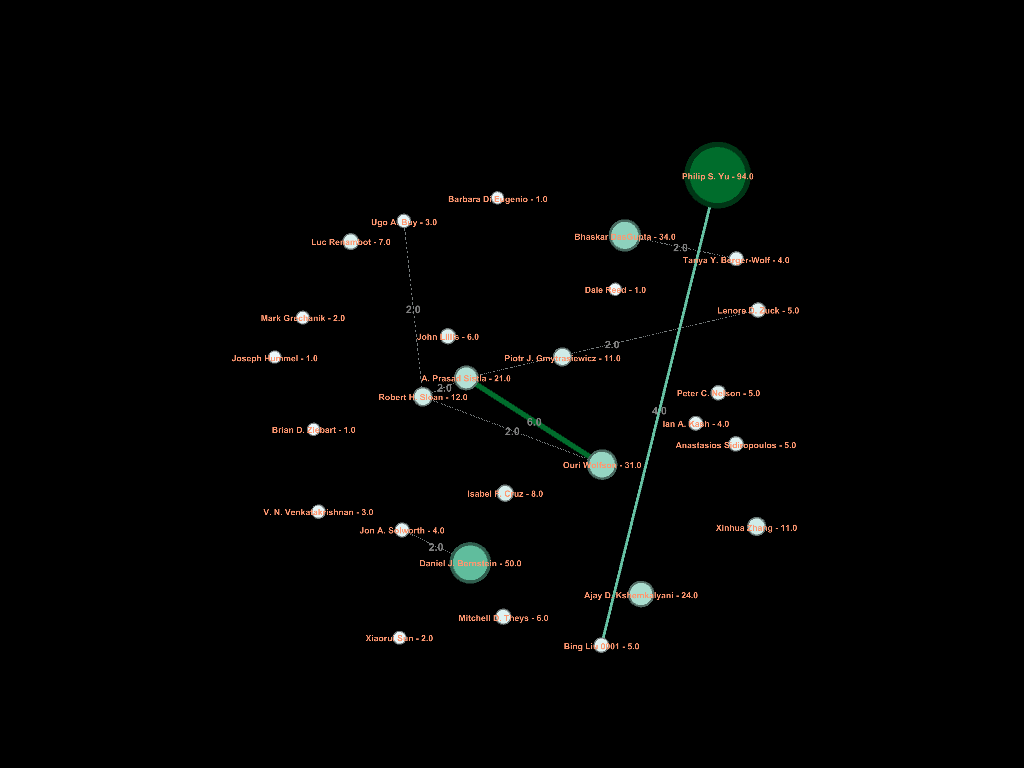 Philip S. Yu - 94.0
Barbara Di Eugenio - 1.0
Ugo A. Buy - 3.0
Bhaskar DasGupta - 34.0
Luc Renambot - 7.0
2.0
Tanya Y. Berger-Wolf - 4.0
Dale Reed - 1.0
2.0
Lenore D. Zuck - 5.0
Mark Grechanik - 2.0
John Lillis - 6.0
2.0
Joseph Hummel - 1.0
Piotr J. Gmytrasiewicz - 11.0
A. Prasad Sistla - 21.0
2.0
Robert H. Sloan - 12.0
Peter C. Nelson - 5.0
4.0
6.0
Ian A. Kash - 4.0
Brian D. Ziebart - 1.0
2.0
Anastasios Sidiropoulos - 5.0
Ouri Wolfson - 31.0
Isabel F. Cruz - 8.0
V. N. Venkatakrishnan - 3.0
Jon A. Solworth - 4.0
Xinhua Zhang - 11.0
2.0
Daniel J. Bernstein - 50.0
Ajay D. Kshemkalyani - 24.0
Mitchell D. Theys - 6.0
Xiaorui Sun - 2.0
Bing Liu 0001 - 5.0